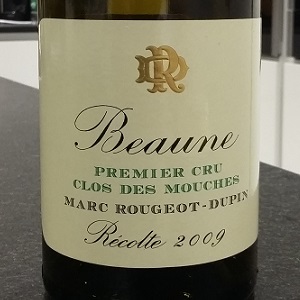 Beaune
PREMIER CRU
CLOS DES MOUCHES
MARC ROUGEOT-DUPIN
Récolte 2009